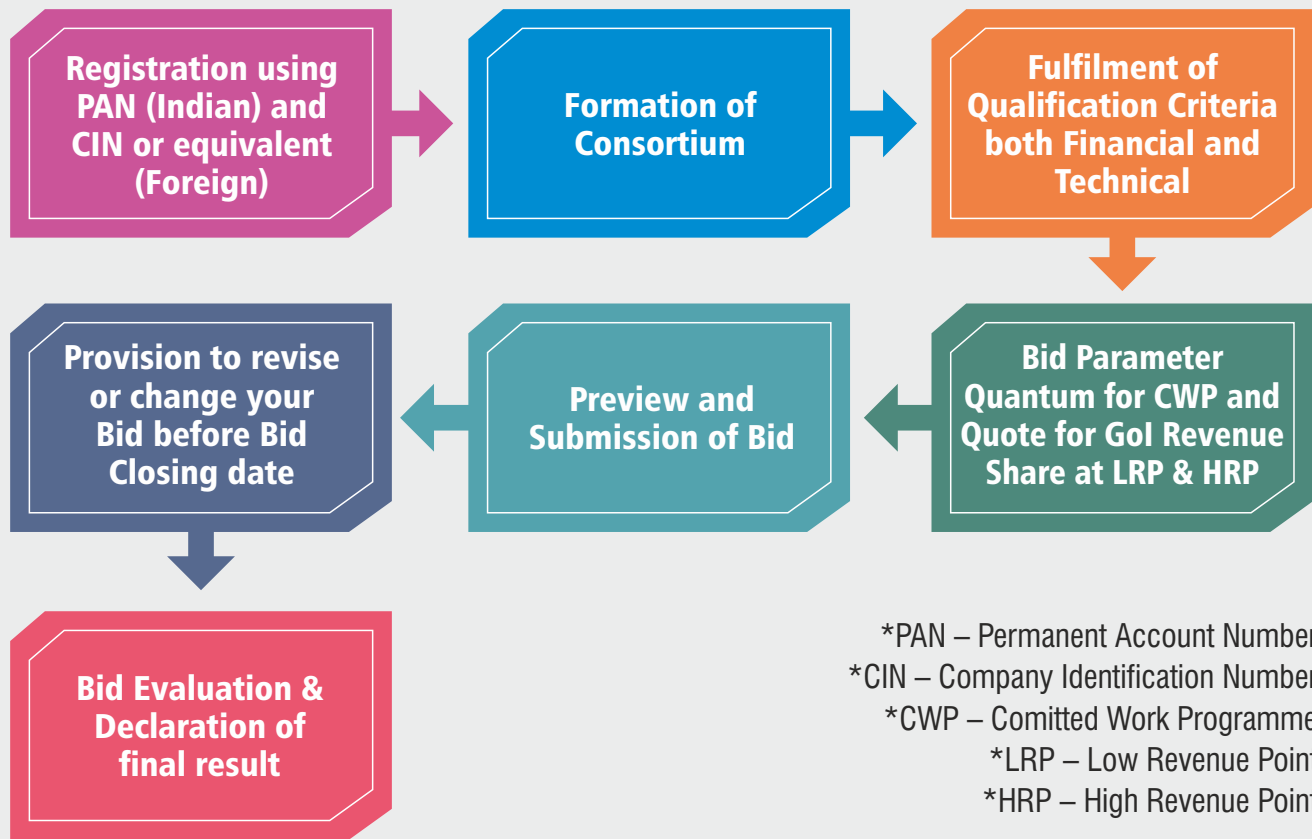 Registration using
PAN (Indian) and
CIN or equivalent
(Foreign)
Formation of
Consortium
Fulfilment of
Qualification Criteria
both Financial and
Technical
Bid Parameter
Quantum for CWP and
Quote for GoI Revenue
Share at LRP & HRP
Preview and
Submission of Bid
Provision to revise
or change your
Bid before Bid
Closing date
Bid Evaluation &
Declaration of
final result
*PAN – Permanent Account Number
*CIN – Company Identification Number
*CWP – Comitted Work Programme
*LRP – Low Revenue Point
*HRP – High Revenue Point